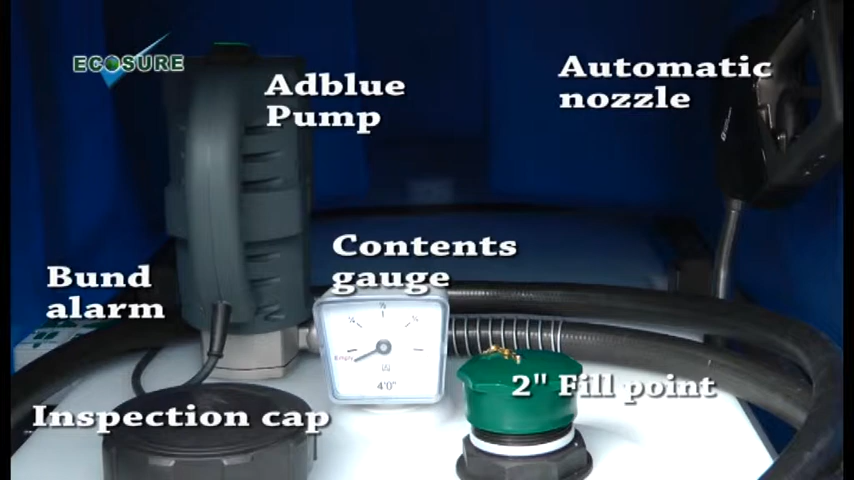 ECOSURE
Adblue
Pump
Automatic
nozzle
Contents
gauge
Bund
alarm
¼
½
¾
4'0"
2" Fill point
Inspection cap